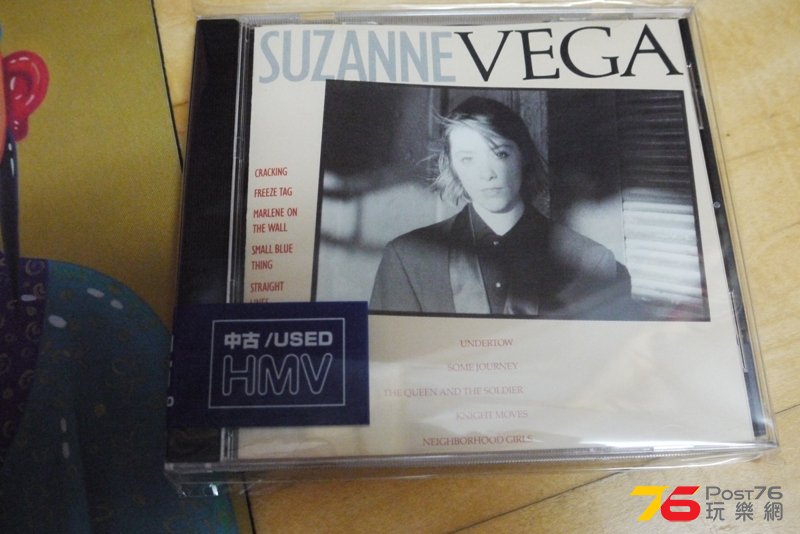 SUZANNE VEGA
CRACKING
FREEZE TAG
MARLENE ON
THE WALL
SMALL BLUE
THING
STRAIGHT
LINES
中古/USED
HMV
UNDERTOW
SOME JOURNEY
THE QUEEN AND THE SOLDIER
KNIGHT MOVES
NEIGHBORHOOD GIRLS
76 POST76
玩樂網